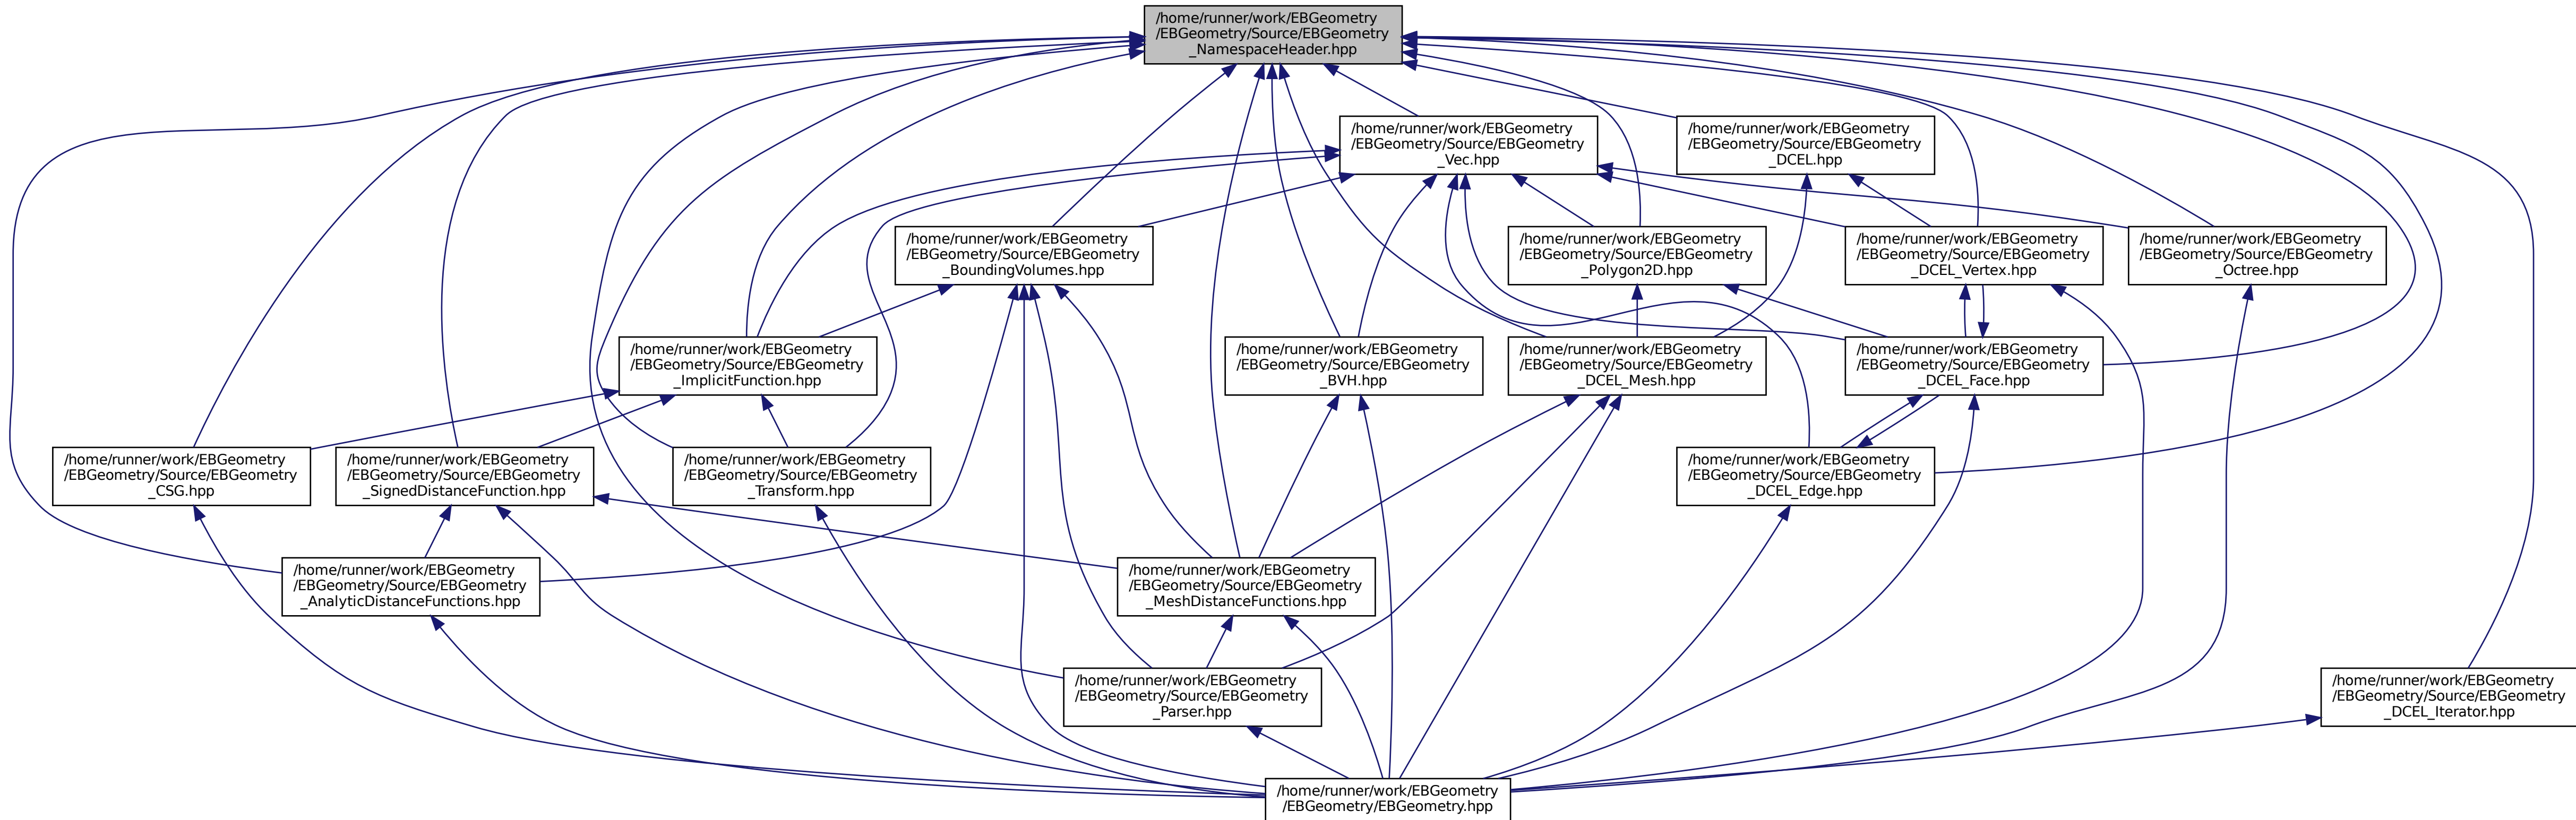 /home/runner/work/EBGeometry
/EBGeometry/Source/EBGeometry
_NamespaceHeader.hpp
/home/runner/work/EBGeometry
/EBGeometry/Source/EBGeometry
_Vec.hpp
/home/runner/work/EBGeometry
/EBGeometry/Source/EBGeometry
_DCEL.hpp
/home/runner/work/EBGeometry
/EBGeometry/Source/EBGeometry
_BoundingVolumes.hpp
/home/runner/work/EBGeometry
/EBGeometry/Source/EBGeometry
_Polygon2D.hpp
/home/runner/work/EBGeometry
/EBGeometry/Source/EBGeometry
_DCEL_Vertex.hpp
/home/runner/work/EBGeometry
/EBGeometry/Source/EBGeometry
_Octree.hpp
/home/runner/work/EBGeometry
/EBGeometry/Source/EBGeometry
_ImplicitFunction.hpp
/home/runner/work/EBGeometry
/EBGeometry/Source/EBGeometry
_BVH.hpp
/home/runner/work/EBGeometry
/EBGeometry/Source/EBGeometry
_DCEL_Mesh.hpp
/home/runner/work/EBGeometry
/EBGeometry/Source/EBGeometry
_DCEL_Face.hpp
/home/runner/work/EBGeometry
/EBGeometry/Source/EBGeometry
_CSG.hpp
/home/runner/work/EBGeometry
/EBGeometry/Source/EBGeometry
_SignedDistanceFunction.hpp
/home/runner/work/EBGeometry
/EBGeometry/Source/EBGeometry
_Transform.hpp
/home/runner/work/EBGeometry
/EBGeometry/Source/EBGeometry
_DCEL_Edge.hpp
/home/runner/work/EBGeometry
/EBGeometry/Source/EBGeometry
_AnalyticDistanceFunctions.hpp
/home/runner/work/EBGeometry
/EBGeometry/Source/EBGeometry
_MeshDistanceFunctions.hpp
/home/runner/work/EBGeometry
/EBGeometry/Source/EBGeometry
_Parser.hpp
/home/runner/work/EBGeometry
/EBGeometry/Source/EBGeometry
_DCEL_Iterator.hpp
/home/runner/work/EBGeometry
/EBGeometry/EBGeometry.hpp